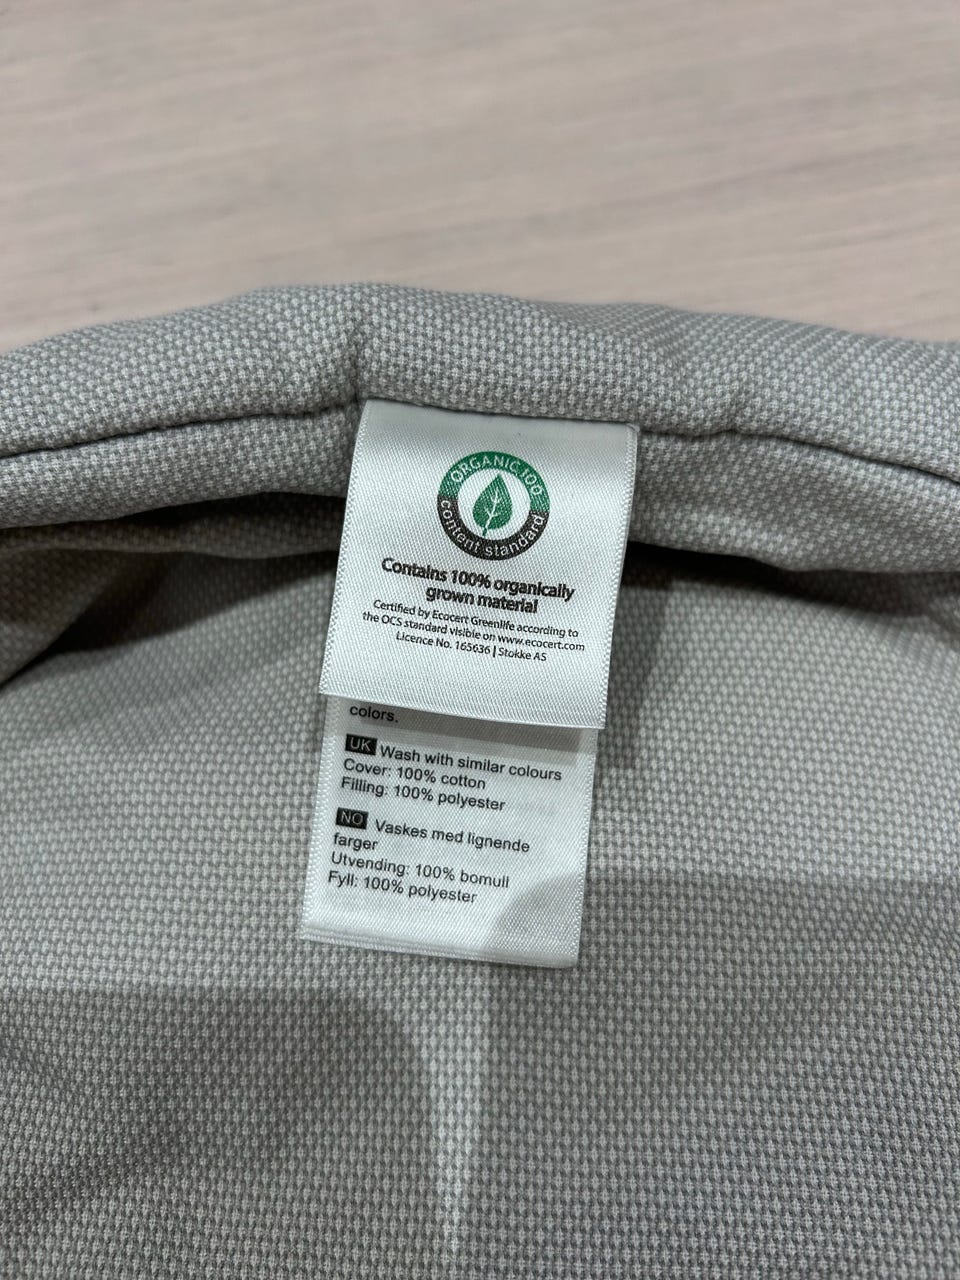 ORGANIC 100
content standard
Contains 100% organically
grown material
Certified by Ecocert Greenlife according to
the OCS standard visible on www.ecocert.com
Licence No. 165636 | Stokke AS
colors.
UK Wash with similar colours
Cover: 100% cotton
Filling: 100% polyester
NO Vaskes med lignende
farger
Utvending: 100% bomull
Fyll: 100% polyester